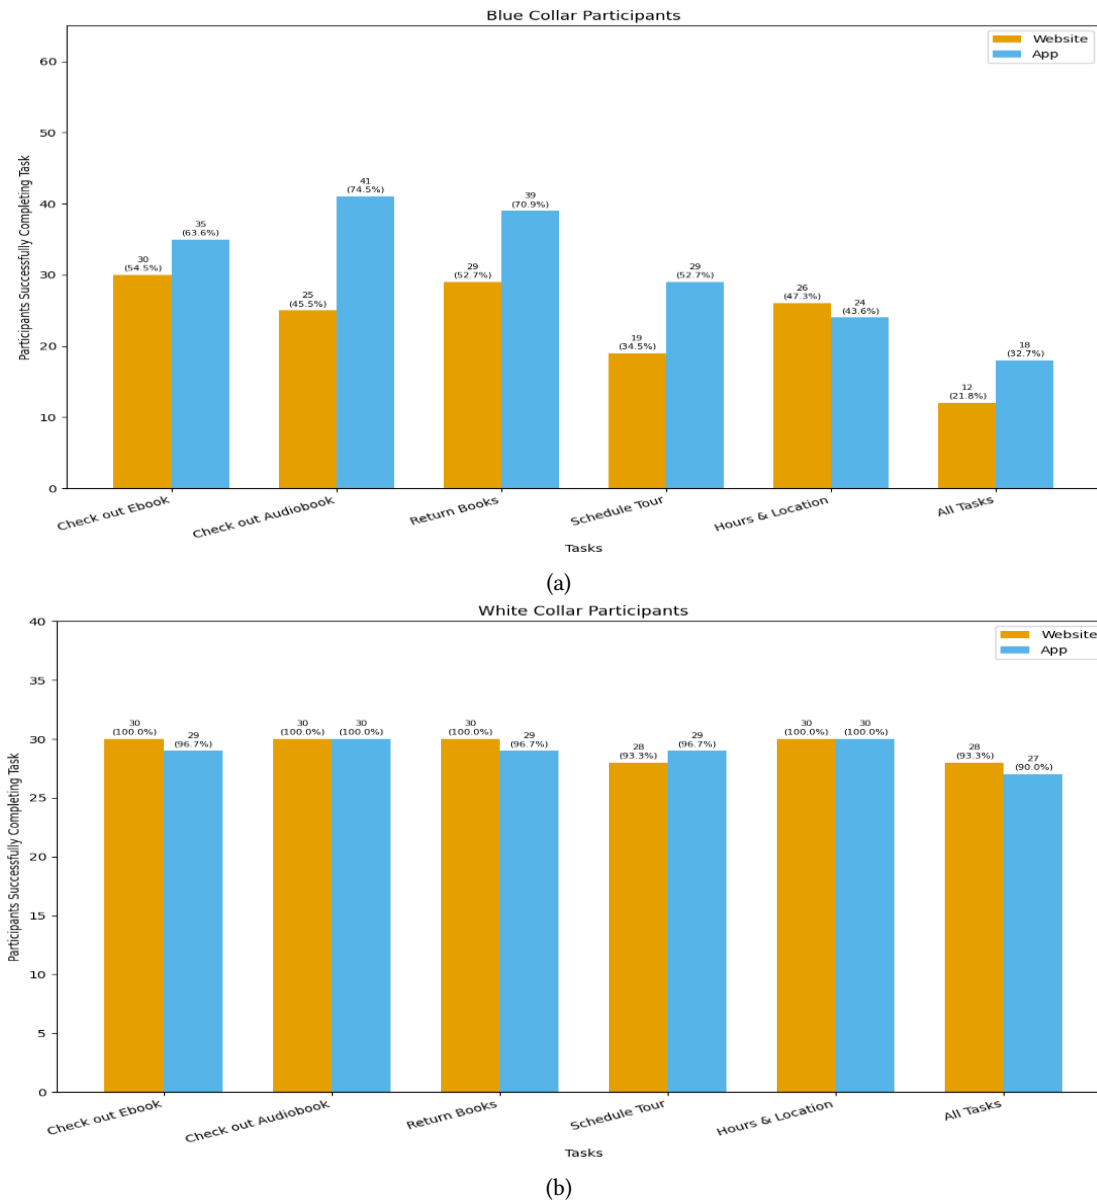 Blue Collar Participants
Website
App
Participants Successfully Completing Task
60
50
40
30
20
10
0
30
(54.5%)
35
(63.6%)
25
(45.5%)
41
(74.5%)
29
(52.7%)
39
(70.9%)
19
(34.5%)
29
(52.7%)
26
(47.3%)
24
(43.6%)
12
(21.8%)
18
(32.7%)
Check out Ebook
Check out Audiobook
Return Books
Schedule Tour
Hours & Location
All Tasks
Tasks
(a)
White Collar Participants
Website
App
Participants Successfully Completing Task
40
35
30
25
20
15
10
5
0
30
(100.0%)
29
(96.7%)
30
(100.0%)
30
(100.0%)
30
(100.0%)
29
(96.7%)
28
(93.3%)
29
(96.7%)
30
(100.0%)
30
(100.0%)
28
(93.3%)
27
(90.0%)
Check out Ebook
Check out Audiobook
Return Books
Schedule Tour
Hours & Location
All Tasks
Tasks
(b)